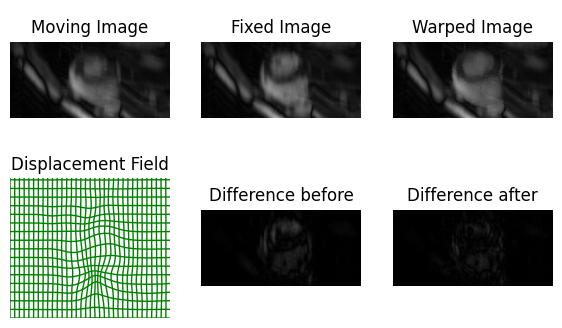 Moving Image
Fixed Image
Warped Image
Displacement Field
Difference before
Difference after